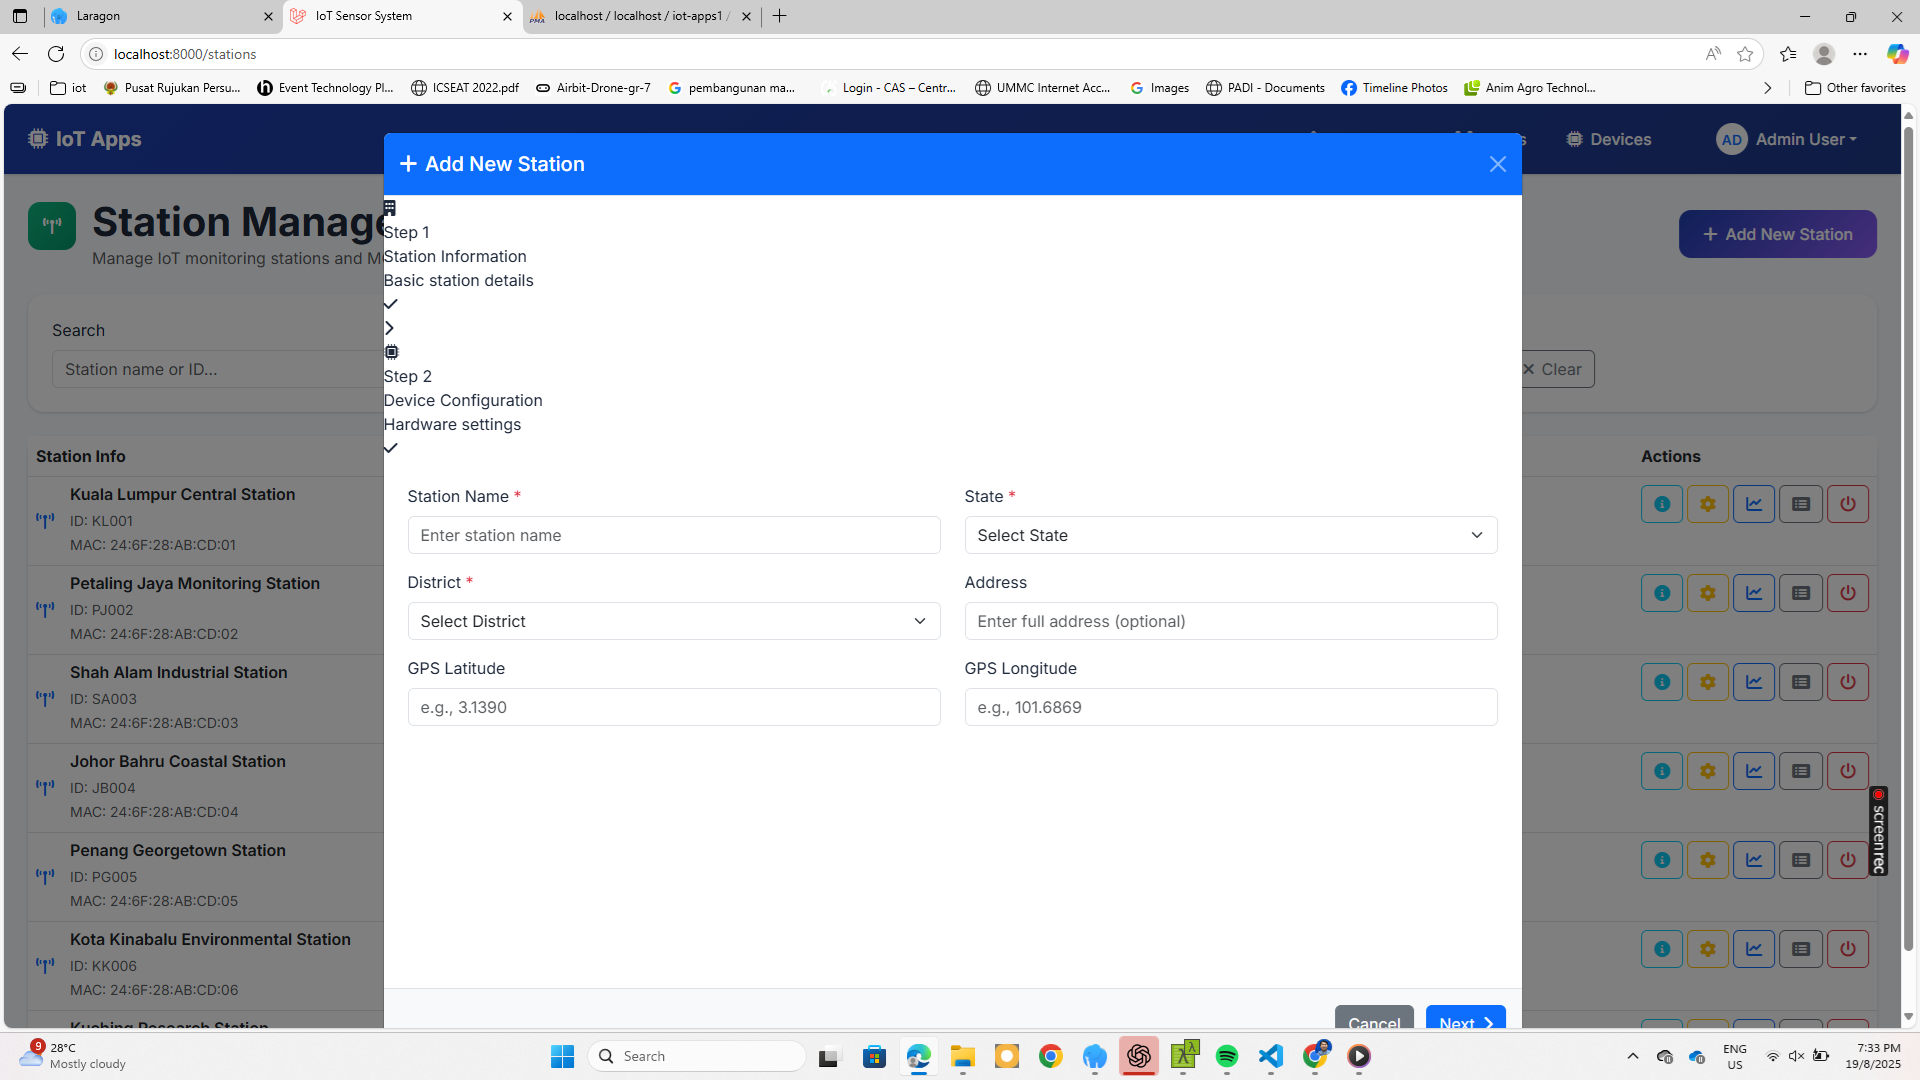 Laragon
IoT Sensor System
localhost / localhost / iot-apps1 /
localhost:8000/stations
iot
Pusat Rujukan Persu...
Event Technology Pl...
ICSEAT 2022.pdf
Airbit-Drone-gr-7
pembangunan ma...
Login - CAS – Centr...
UMMC Internet Acc...
Images
PADI - Documents
Timeline Photos
Anim Agro Technol...
Other favorites
IoT Apps
Devices
AD
Admin User
Add New Station
Station Manage
Manage IoT monitoring stations and M
Add New Station
Step 1
Station Information
Basic station details
Step 2
Device Configuration
Hardware settings
Search
Station name or ID...
Clear
Station Info
Actions
Kuala Lumpur Central Station
ID: KL001
MAC: 24:6F:28:AB:CD:01
Petaling Jaya Monitoring Station
ID: PJ002
MAC: 24:6F:28:AB:CD:02
Shah Alam Industrial Station
ID: SA003
MAC: 24:6F:28:AB:CD:03
Johor Bahru Coastal Station
ID: JB004
MAC: 24:6F:28:AB:CD:04
Penang Georgetown Station
ID: PG005
MAC: 24:6F:28:AB:CD:05
Kota Kinabalu Environmental Station
ID: KK006
MAC: 24:6F:28:AB:CD:06
Kuching Research Station
Station Name *
Enter station name
State *
Select State
District *
Select District
Address
Enter full address (optional)
GPS Latitude
e.g., 3.1390
GPS Longitude
e.g., 101.6869
Cancel
Next
screenrec
9
28°C
Mostly cloudy
Search
ENG
US
7:33 PM
19/8/2025